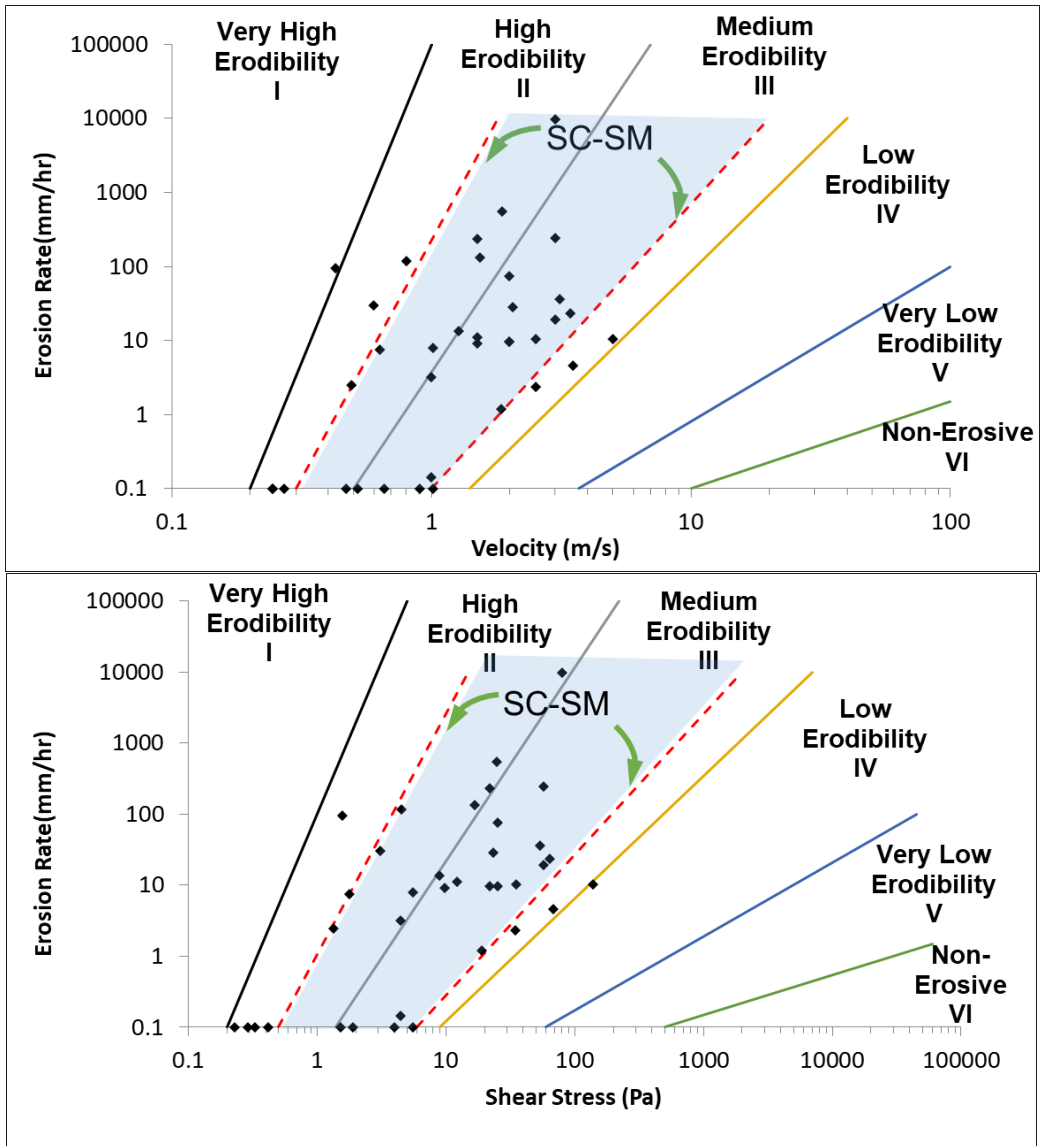 Very High
Erodibility
I
High
Erodibility
II
Medium
Erodibility
III
100000
10000
1000
100
10
1
0.1
Erosion Rate(mm/hr)
SC-SM
Low
Erodibility
IV
Very Low
Erodibility
V
Non-Erosive
VI
0.1
1
10
100
Velocity (m/s)
Very High
Erodibility
I
High
Erodibility
II
Medium
Erodibility
III
100000
10000
1000
100
10
1
0.1
Erosion Rate(mm/hr)
SC-SM
Low
Erodibility
IV
Very Low
Erodibility
V
Non-
Erosive
VI
0.1
1
10
100
1000
10000
100000
Shear Stress (Pa)